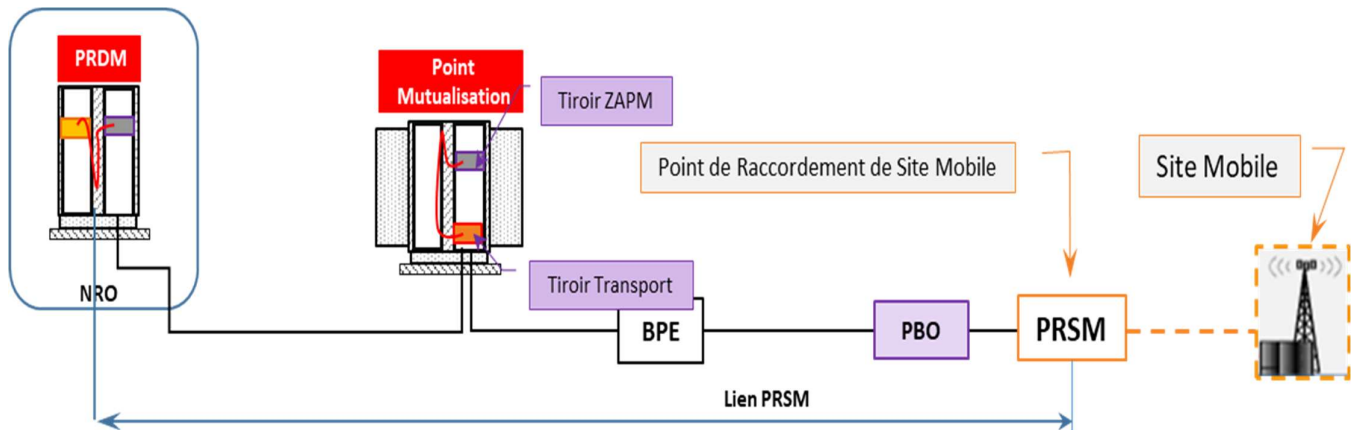 PRDM
NRO
Point
Mutualisation
Tiroir ZAPM
Tiroir Transport
Point de Raccordement de Site Mobile
Site Mobile
BPE
PBO
PRSM
Lien PRSM